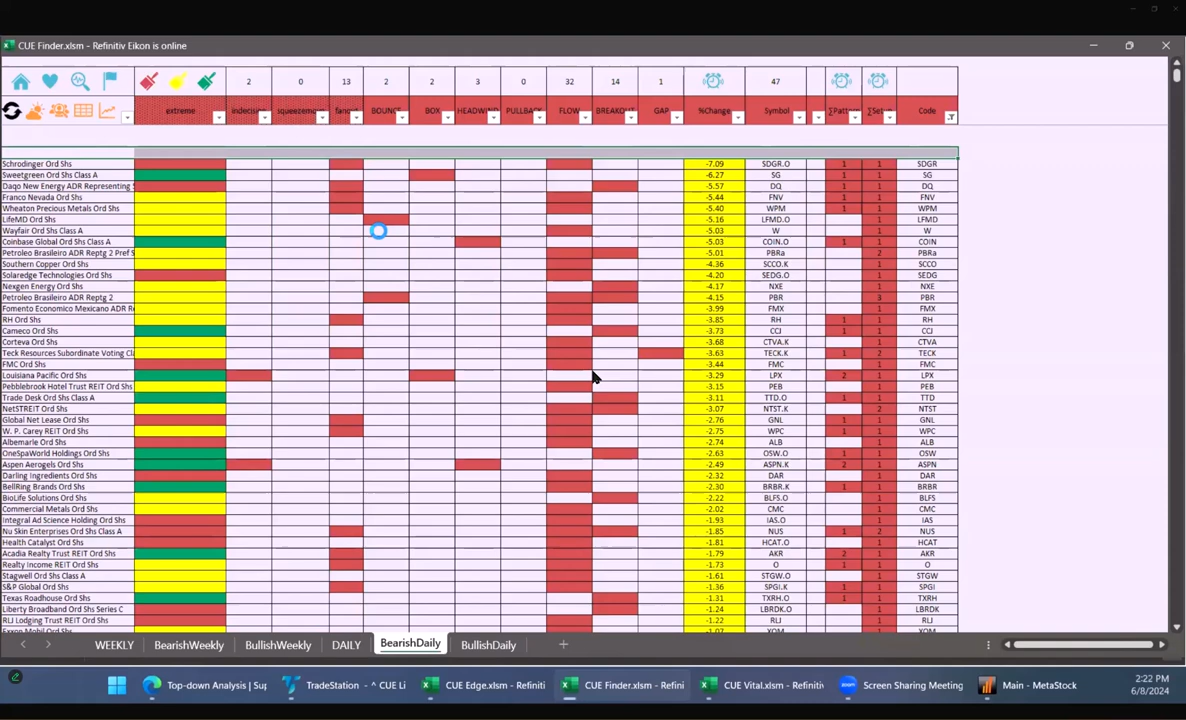 CUE Finder.xlsm - Refinitiv Eikon is online
2 0 13 2 2 3 0 32 14 1 47
extreme indecision squeezemen fanout BOUNCE BOX HEADWIND PULLBA FLOW BREAKOUT GAP %Change Symbol ∑Patt ∑Setu Code
Schrodinger Ord Shs -7.09 SDGR.O 1 1 SDGR
Sweetgreen Ord Shs Class A -6.27 SG 1 1 SG
Daqo New Energy ADR Representing S -5.57 DQ 1 1 DQ
Franco Nevada Ord Shs -5.44 FNV 1 1 FNV
Wheaton Precious Metals Ord Shs -5.40 WPM 1 1 WPM
LifeMD Ord Shs -5.16 LFMD.O 1 LFMD
Wayfair Ord Shs Class A -5.03 W 1 W
Coinbase Global Ord Shs Class A -5.03 COIN.O 1 1 COIN
Petroleo Brasileiro ADR Reptg 2 Pref S -5.01 PBRa 2 PBRa
Southern Copper Ord Shs -4.36 SCCO.K 1 SCCO
Solaredge Technologies Ord Shs -4.20 SEDG.O 1 SEDG
Nexgen Energy Ord Shs -4.17 NXE 1 NXE
Petroleo Brasileiro ADR Reptg 2 -4.15 PBR 3 PBR
Fomento Economico Mexicano ADR Re -3.99 FMX 1 FMX
RH Ord Shs -3.85 RH 1 1 RH
Cameco Ord Shs -3.73 CCJ 1 1 CCJ
Corteva Ord Shs -3.68 CTVA.K 1 CTVA
Teck Resources Subordinate Voting Cla -3.63 TECK.K 1 2 TECK
FMC Ord Shs -3.44 FMC 1 FMC
Louisiana Pacific Ord Shs -3.29 LPX 2 1 LPX
Pebblebrook Hotel Trust REIT Ord Shs -3.15 PEB 1 PEB
Trade Desk Ord Shs Class A -3.11 TTD.O 1 1 TTD
NetSTREIT Ord Shs -3.07 NTST.K 2 NTST
Global Net Lease Ord Shs -2.76 GNL 1 1 GNL
W. P. Carey REIT Ord Shs -2.75 WPC 1 1 WPC
Albemarle Ord Shs -2.74 ALB 1 ALB
OneSpaWorld Holdings Ord Shs -2.63 OSW.O 1 1 OSW
Aspen Aerogels Ord Shs -2.49 ASPN.K 2 1 ASPN
Darling Ingredients Ord Shs -2.32 DAR 1 DAR
BellRing Brands Ord Shs -2.30 BRBR.K 1 1 BRBR
BioLife Solutions Ord Shs -2.22 BLFS.O 1 BLFS
Commercial Metals Ord Shs -2.02 CMC 1 CMC
Integral Ad Science Holding Ord Shs -1.93 IAS.O 1 IAS
Nu Skin Enterprises Ord Shs Class A -1.85 NUS 1 2 NUS
Health Catalyst Ord Shs -1.81 HCAT.O 1 HCAT
Acadia Realty Trust REIT Ord Shs -1.79 AKR 2 1 AKR
Realty Income REIT Ord Shs -1.73 O 1 1 O
Stagwell Ord Shs Class A -1.61 STGW.O 1 STGW
S&P Global Ord Shs -1.36 SPGI.K 1 1 SPGI
Texas Roadhouse Ord Shs -1.31 TXRH.O 1 1 TXRH
Liberty Broadband Ord Shs Series C -1.24 LBRDK.O 1 LBRDK
RLJ Lodging Trust REIT Ord Shs -1.22 RLJ 1 RLJ
Exxon Mobil Ord Shs -1.07 XOM 1 XOM
WEEKLY BearishWeekly BullishWeekly DAILY BearishDaily BullishDaily
Top-down Analysis | Sup TradeStation - ^ CUE Li CUE Edge.xlsm - Refiniti CUE Finder.xlsm - Refini CUE Vital.xlsm - Refinitiv Screen Sharing Meeting Main - MetaStock 2:22 PM
6/8/2024